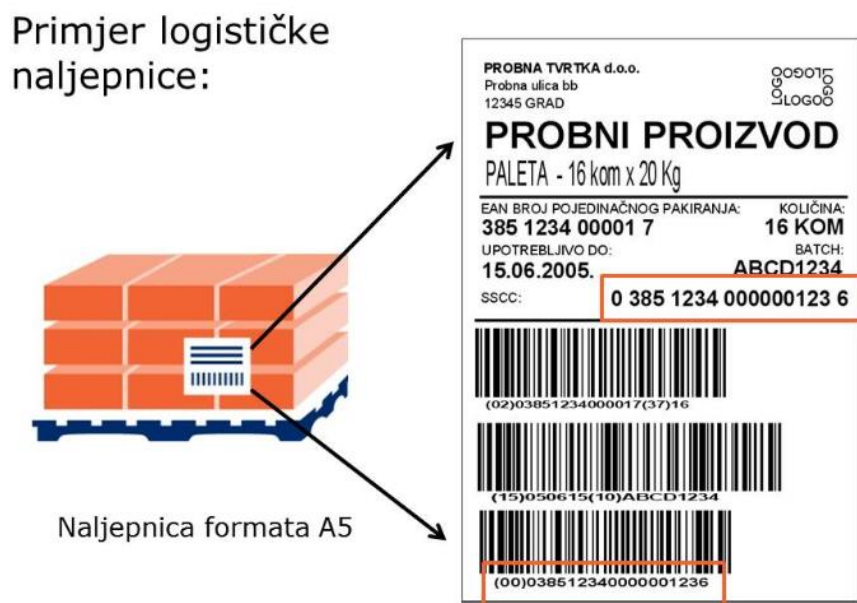 Primjer logističke
naljepnice:
PROBNA TVRTKA d.o.o.
Probna ulica bb
12345 GRAD
LOGO LOGO LOGO LOGO
PROBNI PROIZVOD
PALETA - 16 kom x 20 Kg
EAN BROJ POJEDINAČNOG PAKIRANJA: KOLIČINA:
385 1234 00001 7 16 KOM
UPOTREBLJIVO DO: BATCH:
15.06.2005. ABCD1234
SSCC: 0 385 1234 000000123 6
(02)03851234000017(37)16
(15)050615(10)ABCD1234
(00)038512340000001236
Naljepnica formata A5